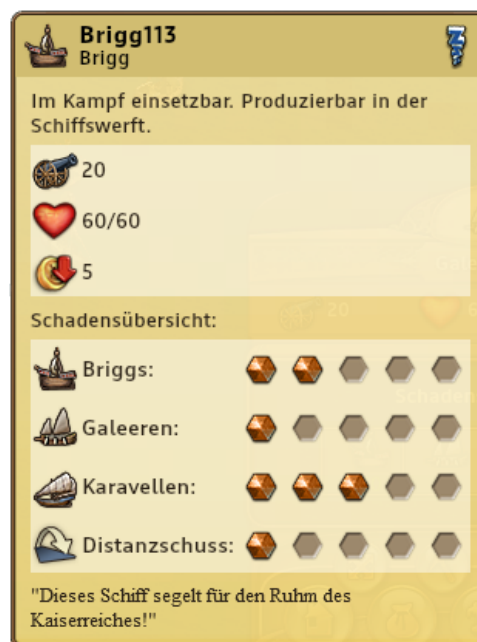 Brigg113
Brigg
Im Kampf einsetzbar. Produzierbar in der
Schiffswerft.
20
60/60
5
Schadensübersicht:
Briggs:
Galeeren:
Karavellen:
Distanzschuss:
"Dieses Schiff segelt für den Ruhm des
Kaiserreiches!"